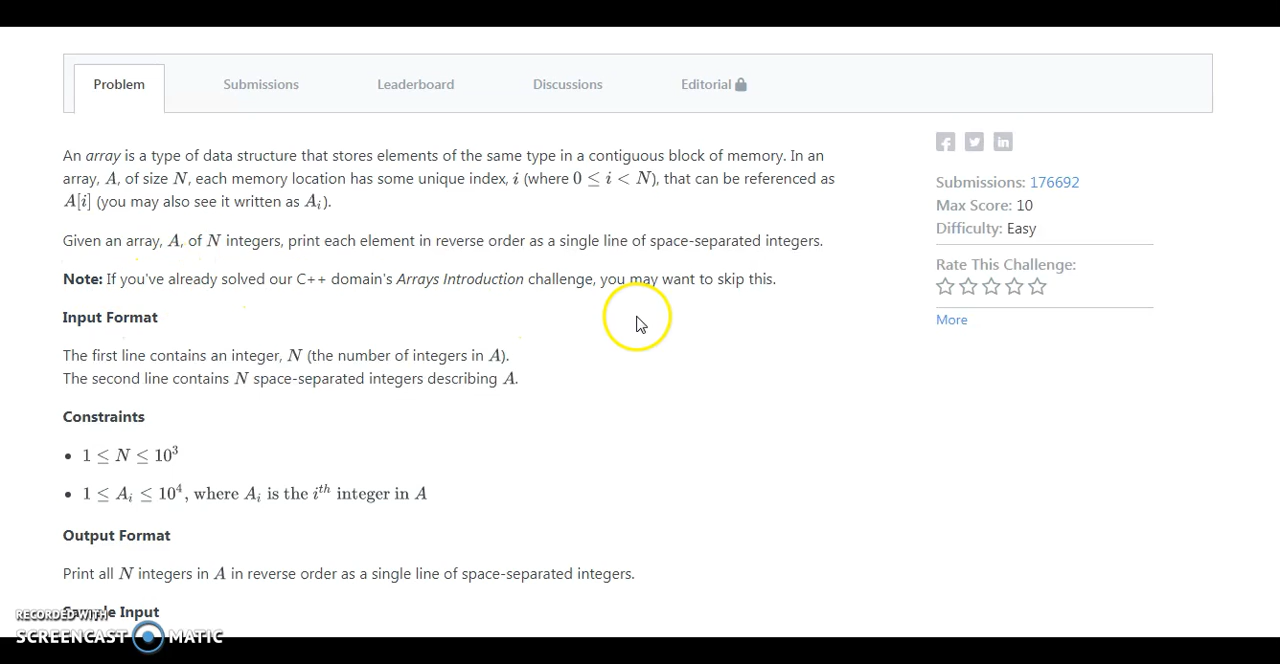 Problem
Submissions
Leaderboard
Discussions
Editorial
An array is a type of data structure that stores elements of the same type in a contiguous block of memory. In an
array, A, of size N, each memory location has some unique index, i (where 0 ≤ i < N), that can be referenced as
A[i] (you may also see it written as Aᵢ).
Given an array, A, of N integers, print each element in reverse order as a single line of space-separated integers.
Note: If you've already solved our C++ domain's Arrays Introduction challenge, you may want to skip this.
Input Format
The first line contains an integer, N (the number of integers in A).
The second line contains N space-separated integers describing A.
Constraints
• 1 ≤ N ≤ 10³
• 1 ≤ Aᵢ ≤ 10⁴, where Aᵢ is the iᵗʰ integer in A
Output Format
Print all N integers in A in reverse order as a single line of space-separated integers.
Sample Input
Submissions: 176692
Max Score: 10
Difficulty: Easy
Rate This Challenge:
More
RECORDED WITH
SCREENCAST MATIC